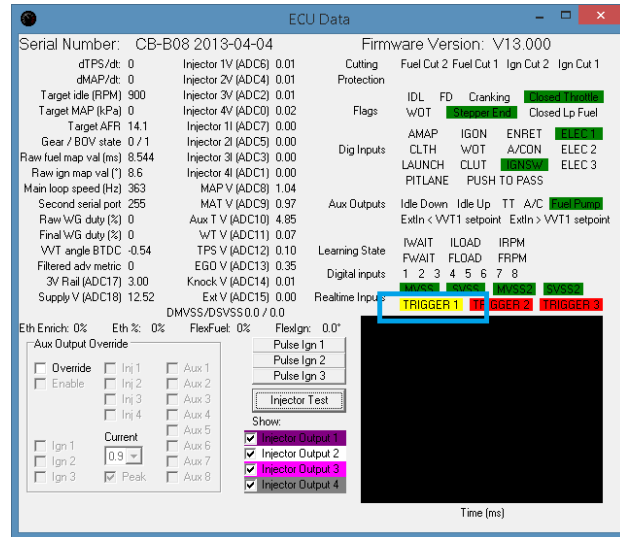 ECU Data
Serial Number: CB-B08 2013-04-04 Firmware Version: V13.000
dTPS/dt: 0 Injector 1V (ADC6) 0.01 Cutting Fuel Cut 2 Fuel Cut 1 Ign Cut 2 Ign Cut 1
dMAP/dt: 0 Injector 2V (ADC4) 0.01 Protection
Target idle (RPM) 900 Injector 3V (ADC2) 0.01 IDL FD Cranking Closed Throttle
Target MAP (kPa) 0 Injector 4V (ADC0) 0.02 Flags WOT Stepper End Closed Lp Fuel
Target AFR 14.1 Injector 1I (ADC7) 0.00 AMAP IGON ENRET ELEC 1
Gear / BOV state 0 / 1 Injector 2I (ADC5) 0.00 Dig Inputs CLTH WOT A/CON ELEC 2
Raw fuel map val (ms) 8.544 Injector 3I (ADC3) 0.00 LAUNCH CLUT IGNSW ELEC 3
Raw ign map val (°) 8.6 Injector 4I (ADC1) 0.00 PITLANE PUSH TO PASS
Main loop speed (Hz) 363 MAP V (ADC8) 1.04
Second serial port 255 MAT V (ADC9) 0.97 Aux Outputs Idle Down Idle Up TT A/C Fuel Pump
Raw WG duty (%) 0 Aux T V (ADC10) 4.85 ExtIn < VVT1 setpoint ExtIn > VVT1 setpoint
Final WG duty (%) 0 WT V (ADC11) 0.07
VVT angle BTDC -0.54 TPS V (ADC12) 0.10 Learning State IWAIT ILOAD IRPM
Filtered adv metric 0 EGO V (ADC13) 0.35 FWAIT FLOAD FRPM
3V Rail (ADC17) 3.00 Knock V (ADC14) 0.01 Digital inputs 1 2 3 4 5 6 7 8
Supply V (ADC18) 12.52 Ext V (ADC15) 0.00 Realtime Inputs MVSS SVSS MVSS2 SVSS2
DMVSS/DSVSS 0.0 / 0.0 TRIGGER 1 TRIGGER 2 TRIGGER 3
Eth Enrich: 0% Eth %: 0% FlexFuel: 0% FlexIgn: 0.0°
Aux Output Override
Pulse Ign 1
Override Inj 1 Aux 1 Pulse Ign 2
Enable Inj 2 Aux 2 Pulse Ign 3
Inj 3 Aux 3 Injector Test
Inj 4 Aux 4
Aux 5 Show:
Ign 1 Current Aux 6 Injector Output 1
Ign 2 0.9 Aux 7 Injector Output 2
Ign 3 Peak Aux 8 Injector Output 3
Injector Output 4
Time (ms)